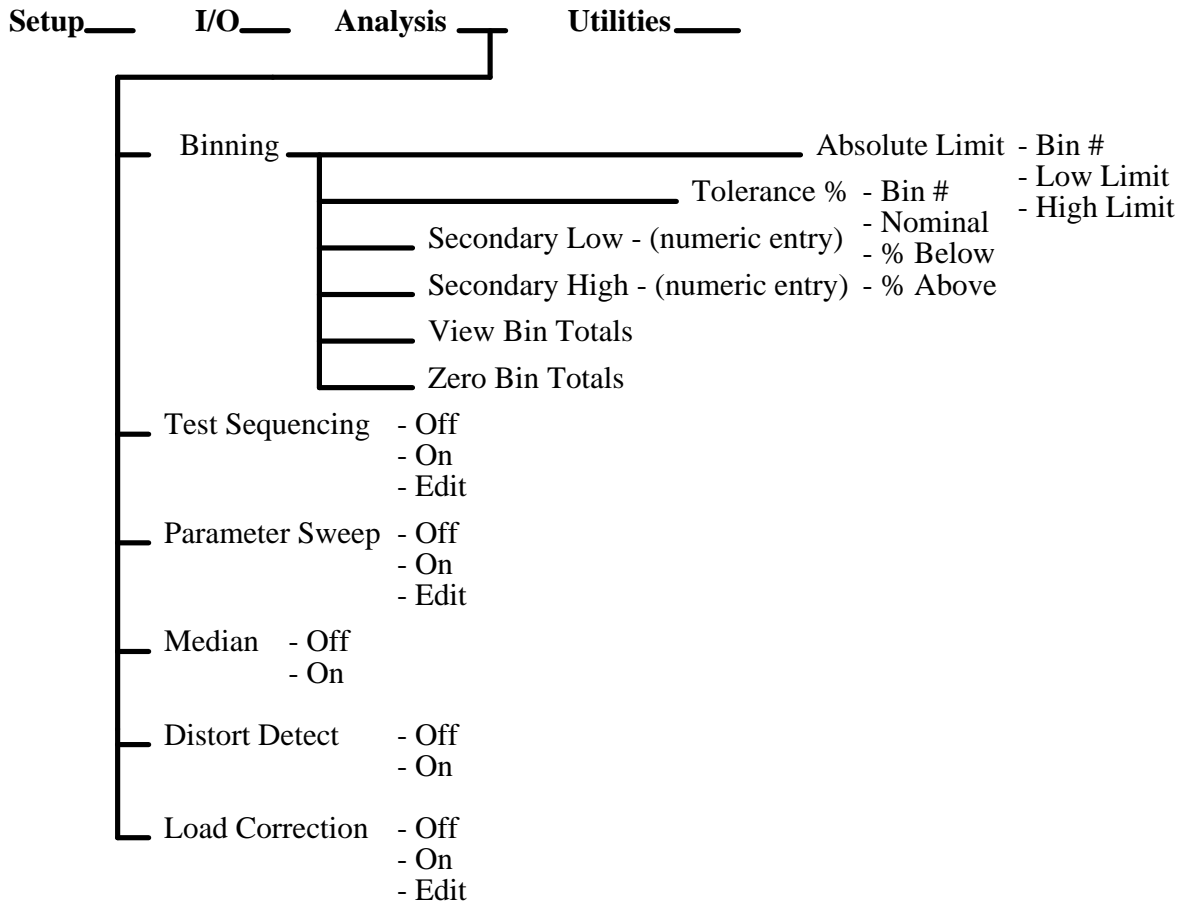 Setup I/O Analysis Utilities
Binning
Absolute Limit - Bin #
- Low Limit
- High Limit
Tolerance % - Bin #
- Nominal
- % Below
- % Above
Secondary Low - (numeric entry)
Secondary High - (numeric entry)
View Bin Totals
Zero Bin Totals
Test Sequencing - Off
- On
- Edit
Parameter Sweep - Off
- On
- Edit
Median - Off
- On
Distort Detect - Off
- On
Load Correction - Off
- On
- Edit